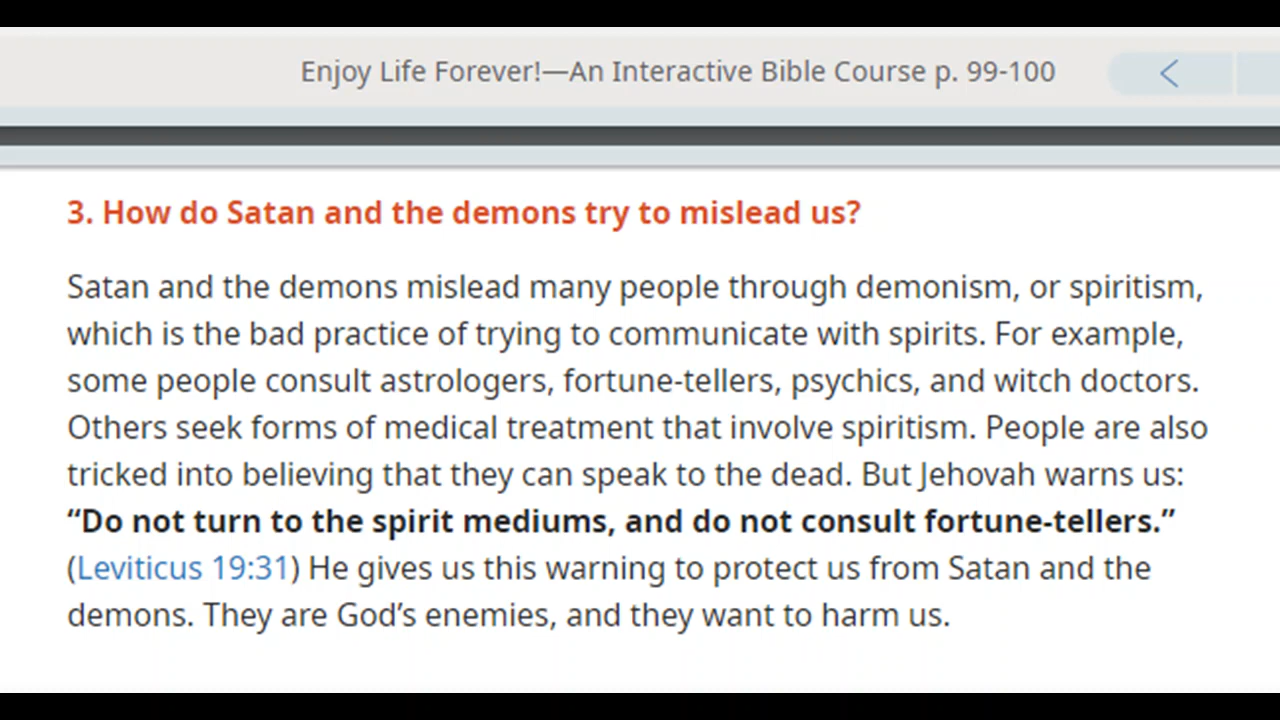 Enjoy Life Forever!—An Interactive Bible Course p. 99-100
3. How do Satan and the demons try to mislead us?
Satan and the demons mislead many people through demonism, or spiritism,
which is the bad practice of trying to communicate with spirits. For example,
some people consult astrologers, fortune-tellers, psychics, and witch doctors.
Others seek forms of medical treatment that involve spiritism. People are also
tricked into believing that they can speak to the dead. But Jehovah warns us:
“Do not turn to the spirit mediums, and do not consult fortune-tellers.”
(Leviticus 19:31) He gives us this warning to protect us from Satan and the
demons. They are God’s enemies, and they want to harm us.